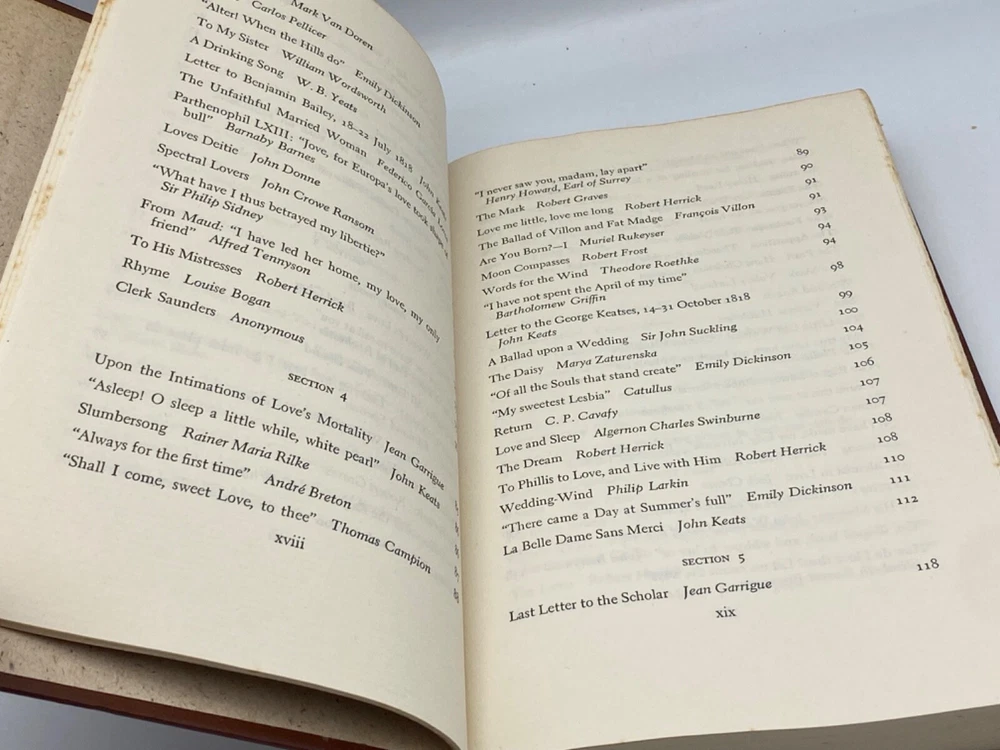 Mark Van Doren
Carlos Pellicer
"Alter! When the Hills do" Emily Dickinson
To My Sister William Wordsworth
A Drinking Song W. B. Yeats
Letter to Benjamin Bailey, 18–22 July 1818 John Keats
The Unfaithful Married Woman Federico García Lorca
Parthenophil LXIII: "Jove, for Europa's love took shape of
bull" Barnaby Barnes
Loves Deitie John Donne
Spectral Lovers John Crowe Ransom
"What have I thus betrayed my libertie?"
Sir Philip Sidney
From Maud: "I have led her home, my love, my only
friend" Alfred Tennyson
To His Mistresses Robert Herrick
Rhyme Louise Bogan
Clerk Saunders Anonymous
SECTION 4
Upon the Intimations of Love's Mortality Jean Garrigue
"Asleep! O sleep a little while, white pearl" John Keats
Slumbersong Rainer Maria Rilke
"Always for the first time" André Breton
"Shall I come, sweet Love, to thee" Thomas Campion
xviii
"I never saw you, madam, lay apart"
Henry Howard, Earl of Surrey 89
The Mark Robert Graves 90
Love me little, love me long Robert Herrick 91
The Ballad of Villon and Fat Madge François Villon 91
Are You Born?—I Muriel Rukeyser 93
Moon Compasses Robert Frost 94
Words for the Wind Theodore Roethke 94
"I have not spent the April of my time"
Bartholomew Griffin 98
Letter to the George Keatses, 14–31 October 1818
John Keats 99
A Ballad upon a Wedding Sir John Suckling 100
The Daisy Marya Zaturenska 104
"Of all the Souls that stand create" Emily Dickinson 105
"My sweetest Lesbia" Catullus 106
Return C. P. Cavafy 107
Love and Sleep Algernon Charles Swinburne 107
The Dream Robert Herrick 108
To Phillis to Love, and Live with Him Robert Herrick 108
Wedding-Wind Philip Larkin 110
"There came a Day at Summer's full" Emily Dickinson 111
La Belle Dame Sans Merci John Keats 112
SECTION 5
Last Letter to the Scholar Jean Garrigue 118
xix